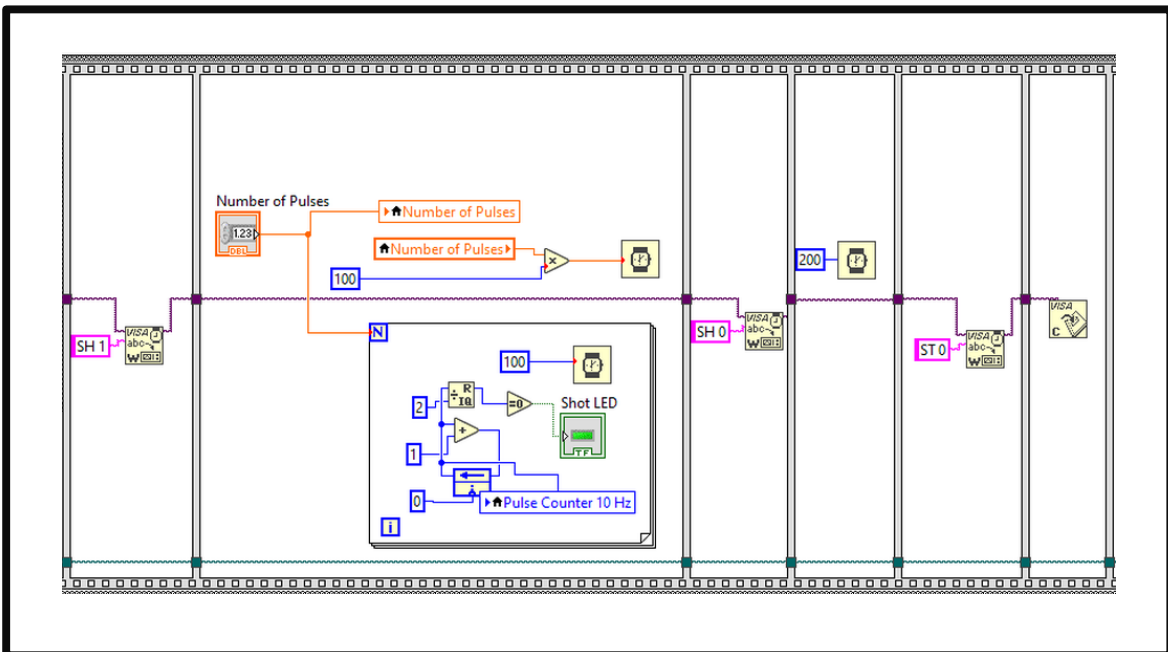 Number of Pulses
1.23
DBL
Number of Pulses
Number of Pulses
100
×
SH 1
VISA
abc
W
N
100
2
R
IQ
=0
Shot LED
TF
+
1
0
Pulse Counter 10 Hz
i
SH 0
VISA
abc
W
200
ST 0
VISA
abc
W
VISA
C